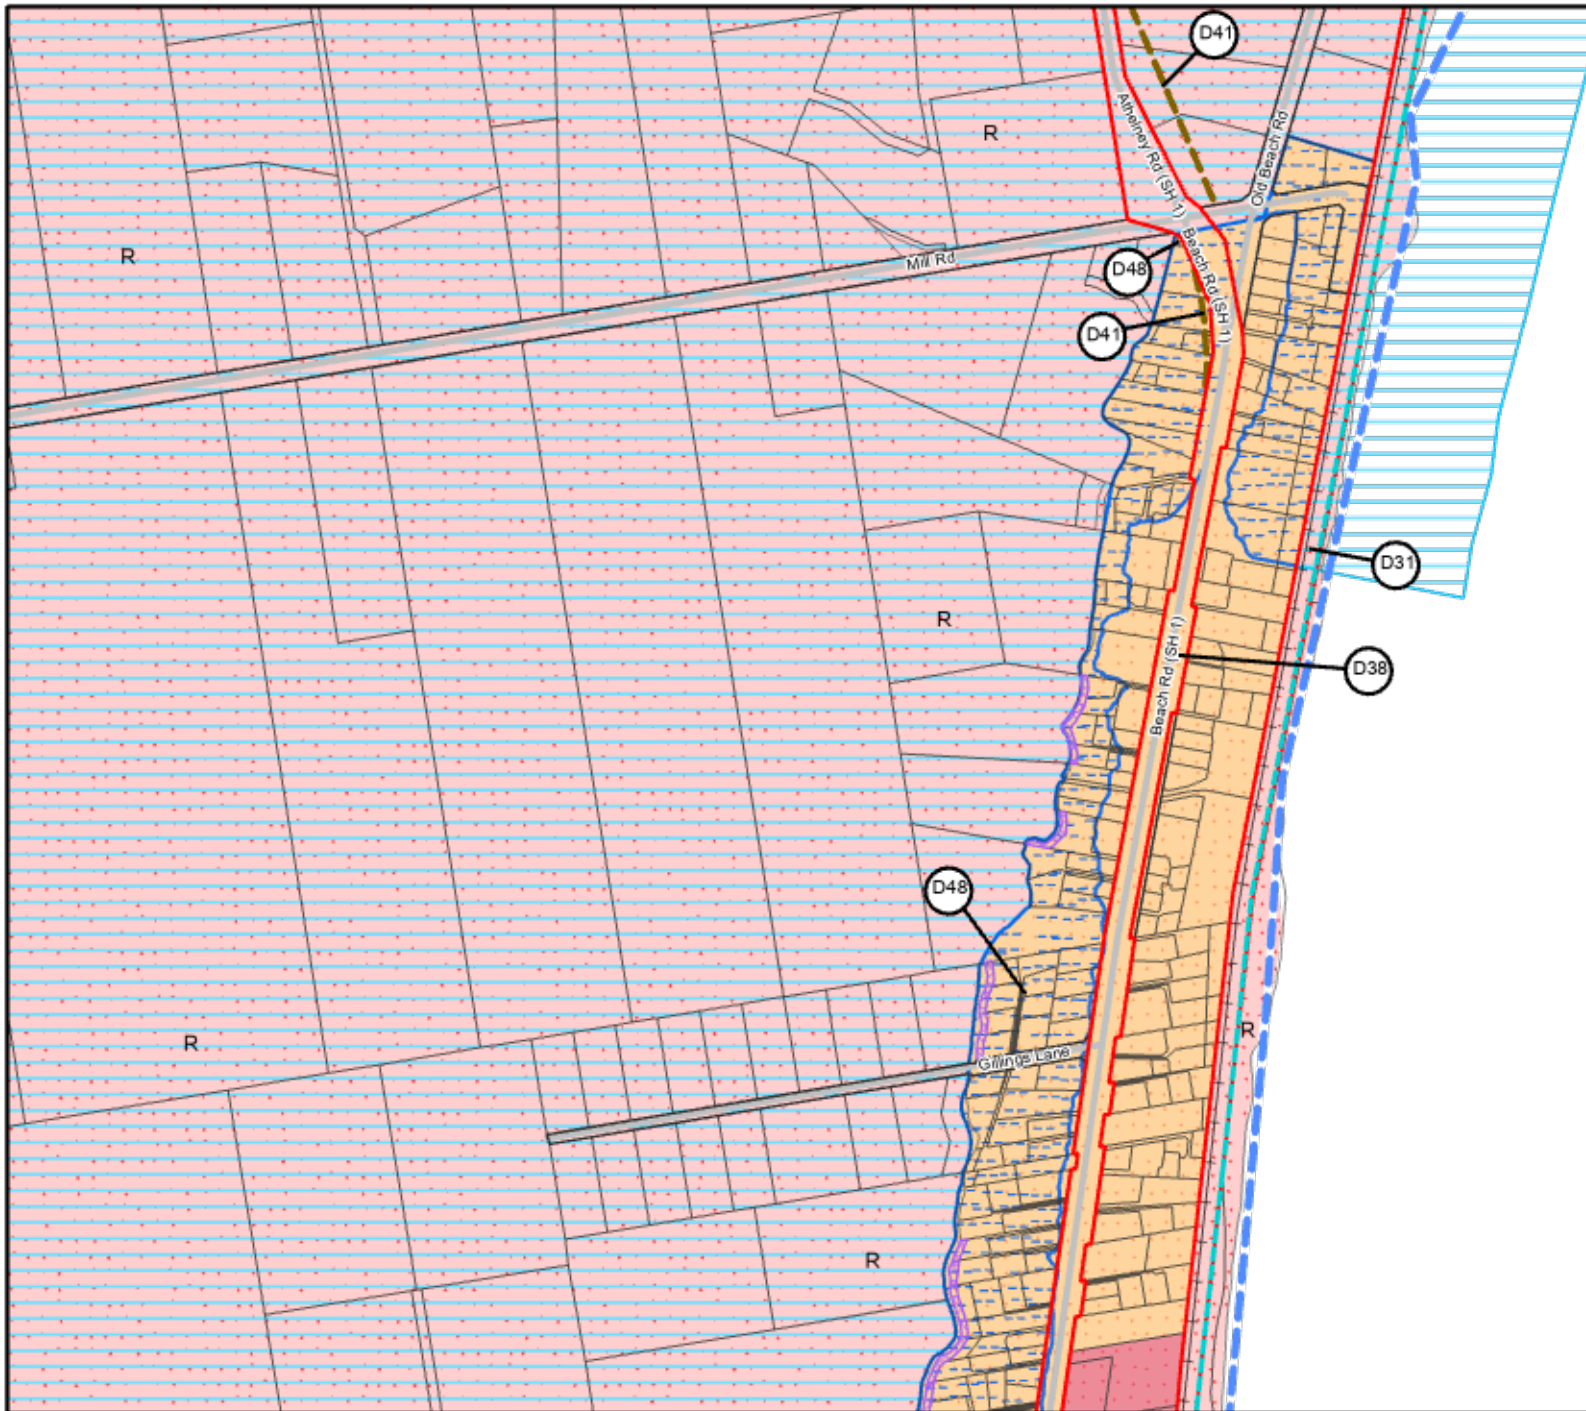 D41
R
Athelney Rd (SH 1)
Old Beach Rd
R
Mill Rd
D48
Beach Rd (SH 1)
D41
D31
R
Beach Rd (SH 1)
D38
D48
R
R
Gillings Lane
R